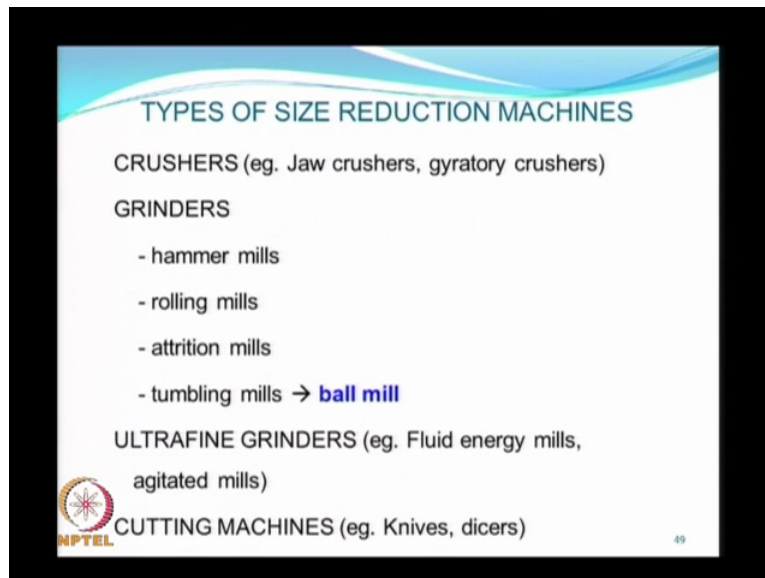 TYPES OF SIZE REDUCTION MACHINES
CRUSHERS (eg. Jaw crushers, gyratory crushers)
GRINDERS
- hammer mills
- rolling mills
- attrition mills
- tumbling mills → ball mill
ULTRAFINE GRINDERS (eg. Fluid energy mills,
agitated mills)
CUTTING MACHINES (eg. Knives, dicers)
NPTEL
49